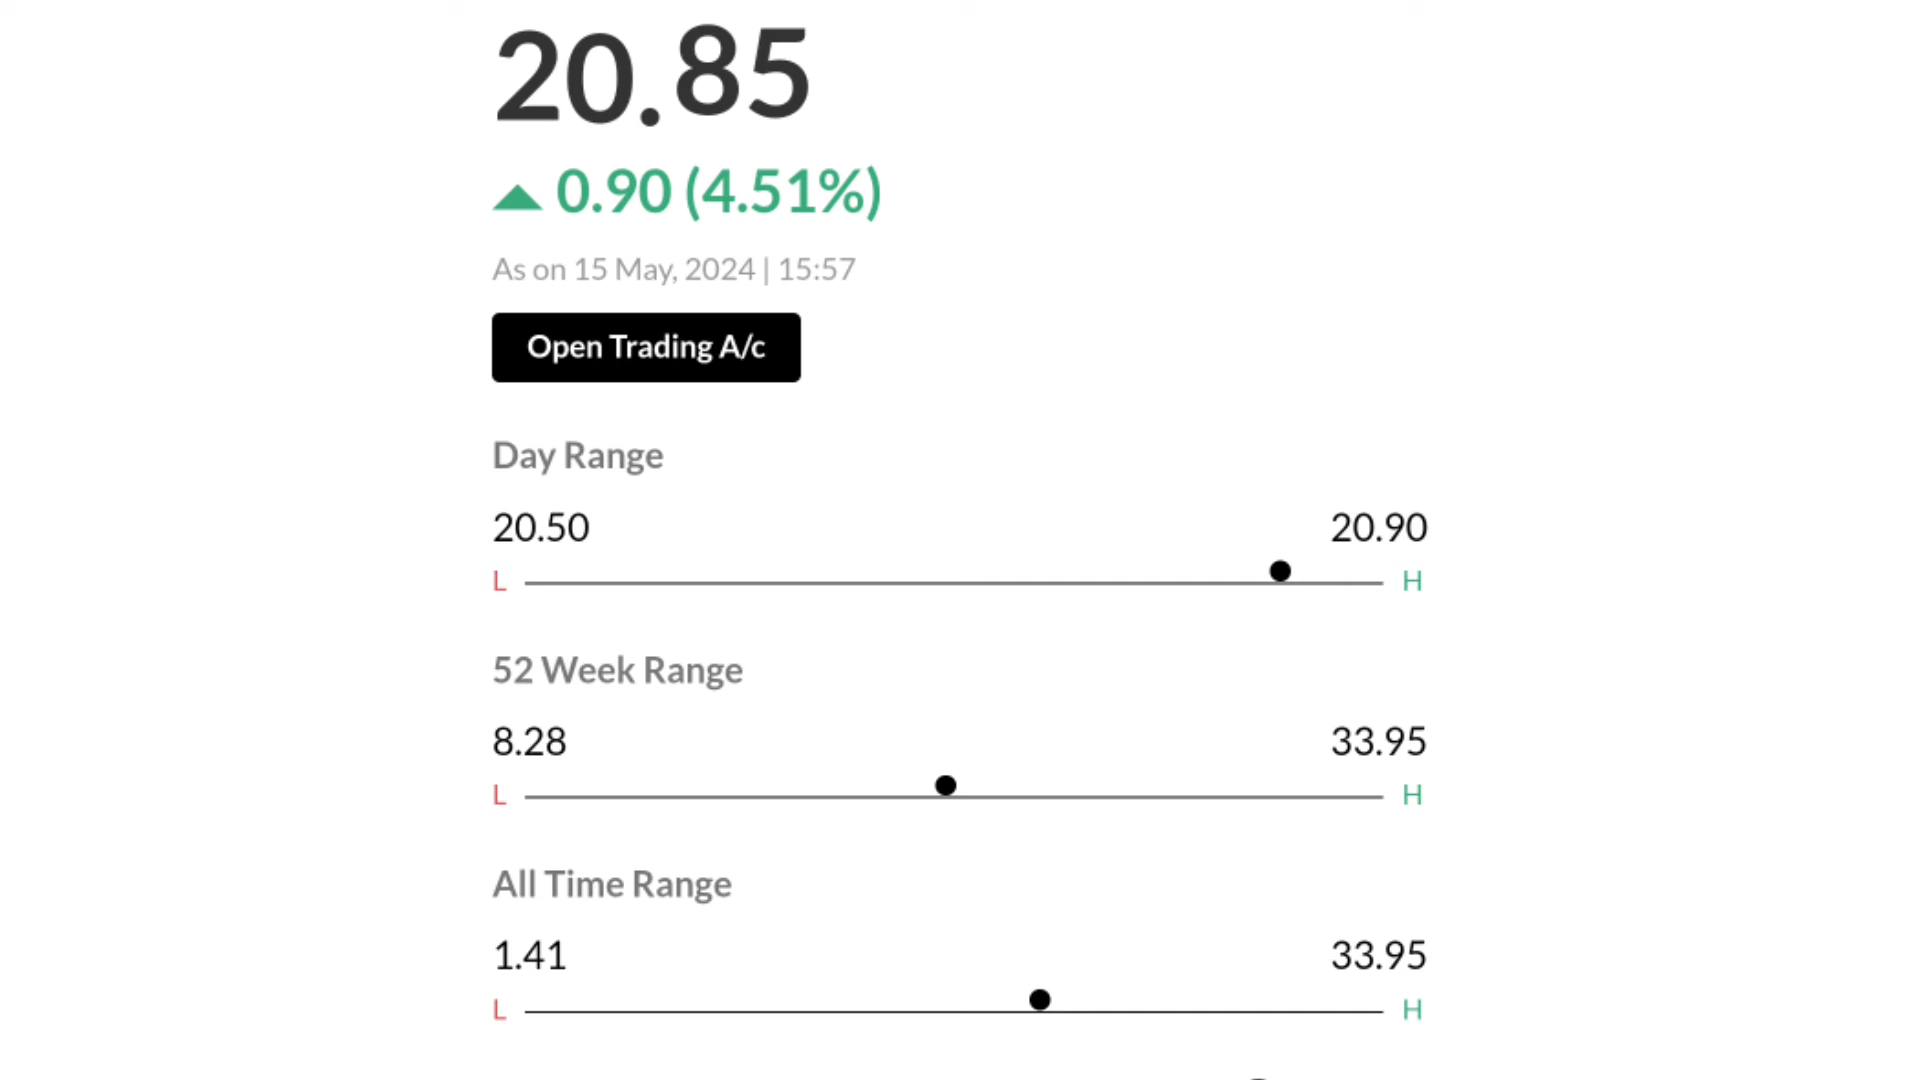 20.85
0.90 (4.51%)
As on 15 May, 2024 | 15:57
Open Trading A/c
Day Range
20.50 20.90
L H
52 Week Range
8.28 33.95
L H
All Time Range
1.41 33.95
L H